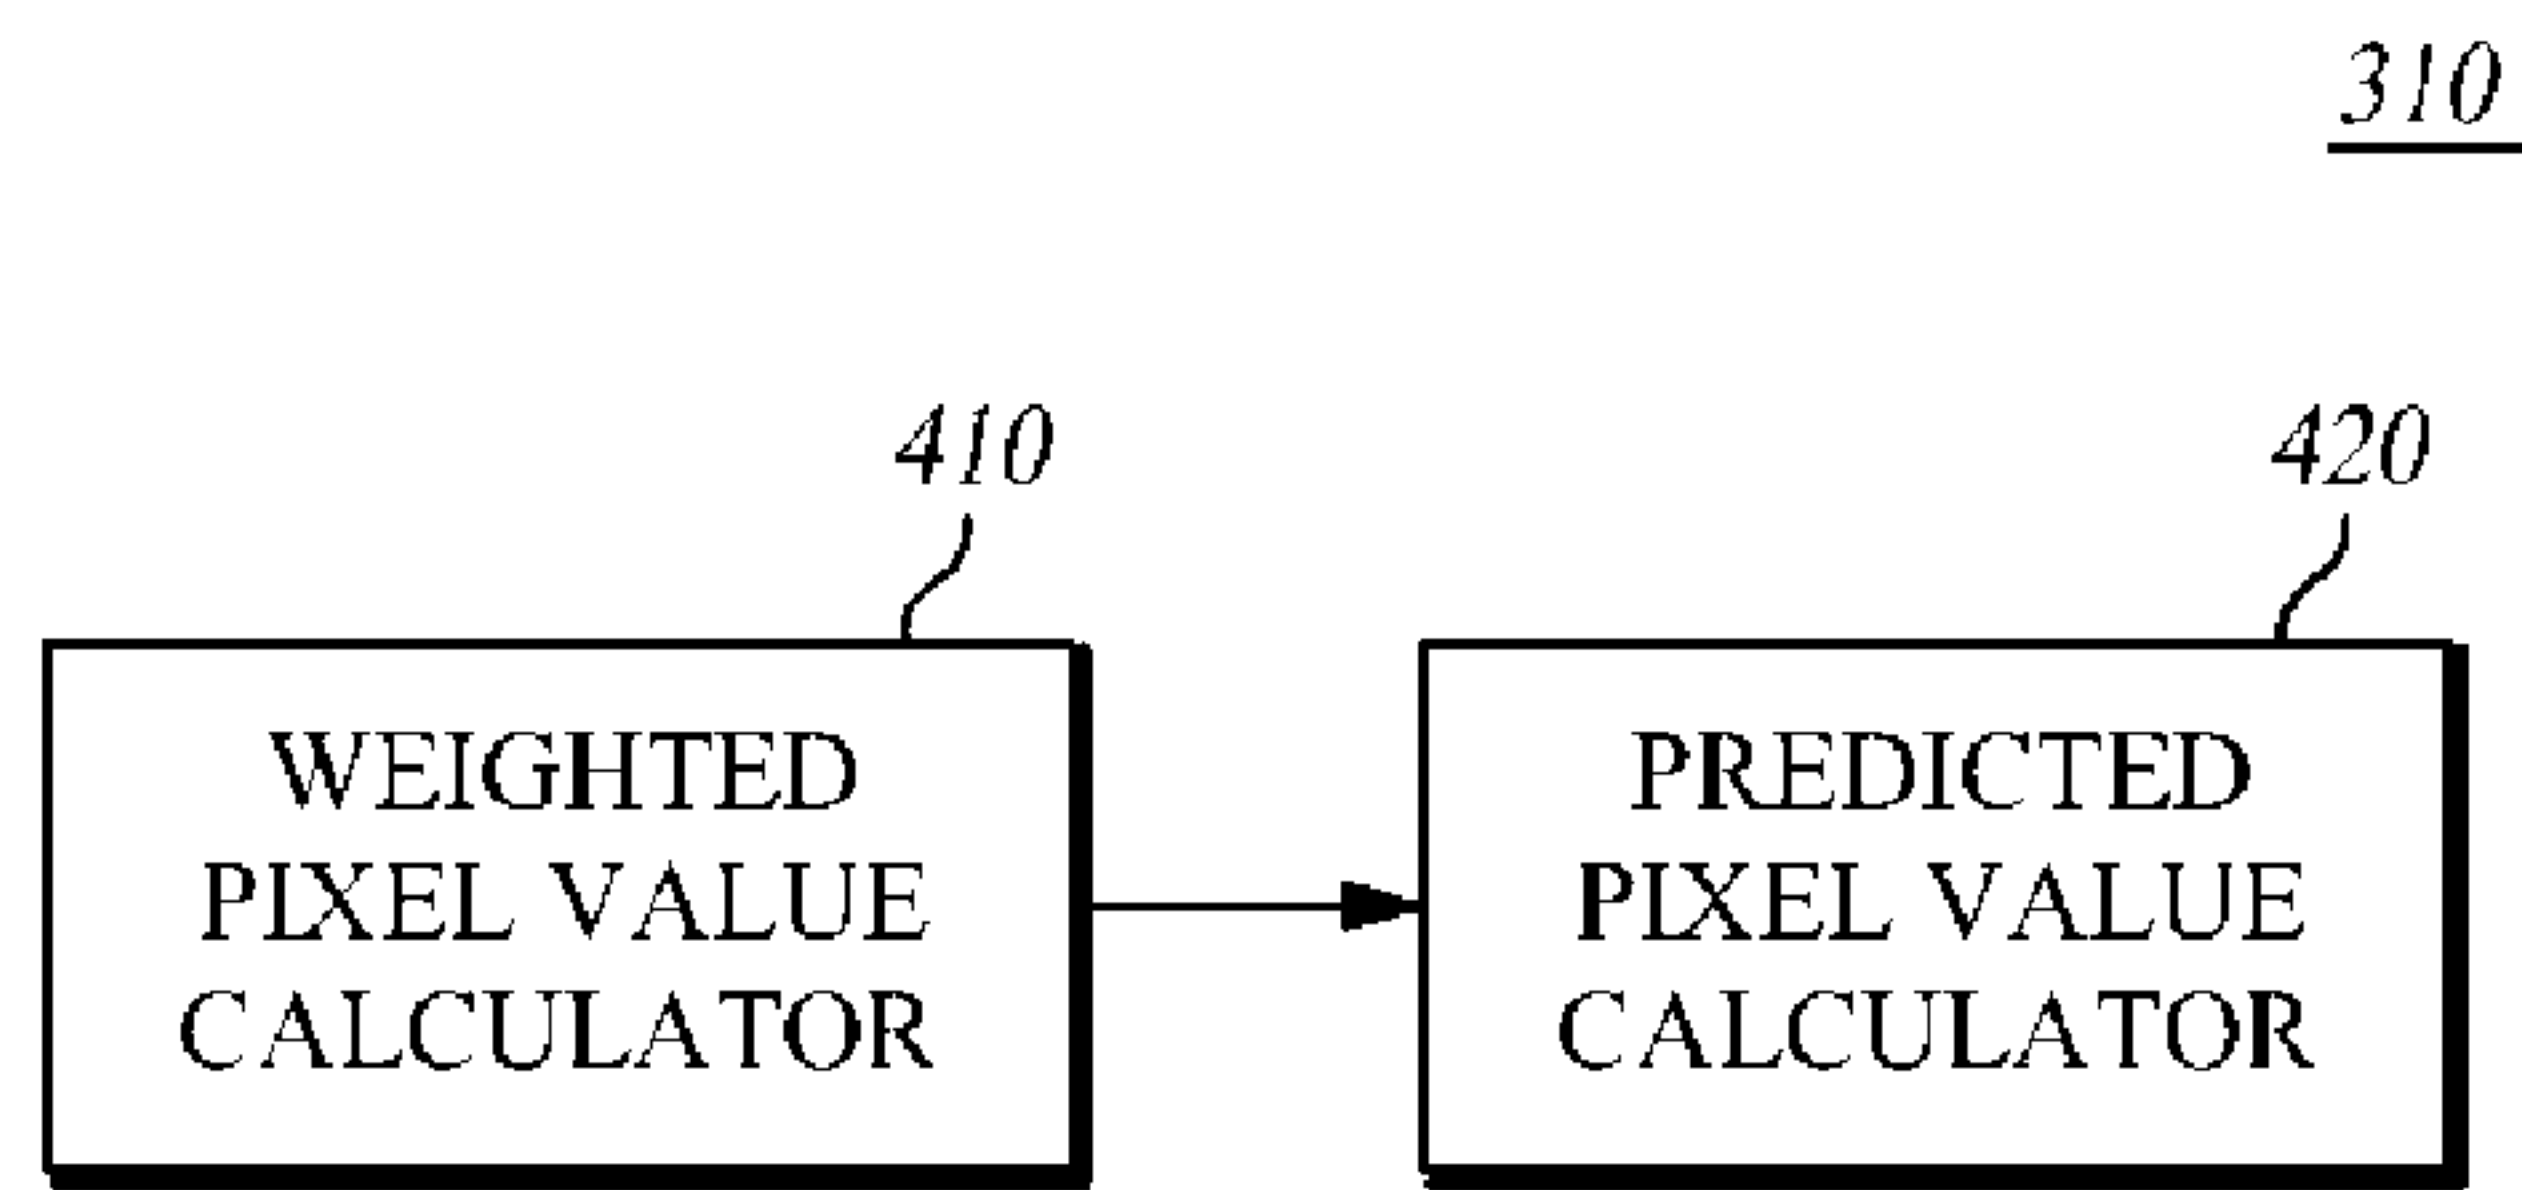 310
410
420
WEIGHTED
PIXEL VALUE
CALCULATOR
PREDICTED
PIXEL VALUE
CALCULATOR